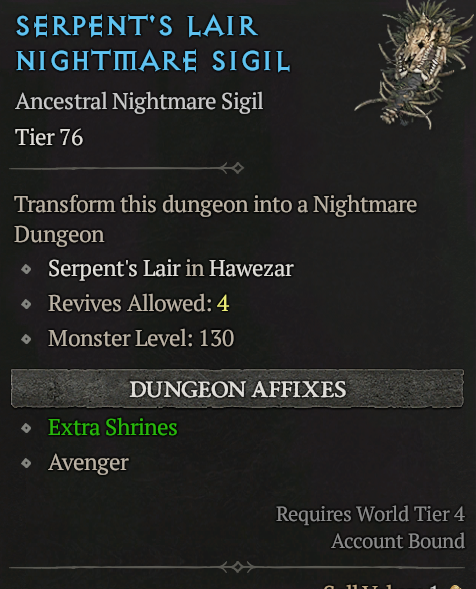 SERPENT'S LAIR
NIGHTMARE SIGIL
Ancestral Nightmare Sigil
Tier 76
Transform this dungeon into a Nightmare
Dungeon
Serpent's Lair in Hawezar
Revives Allowed: 4
Monster Level: 130
DUNGEON AFFIXES
Extra Shrines
Avenger
Requires World Tier 4
Account Bound